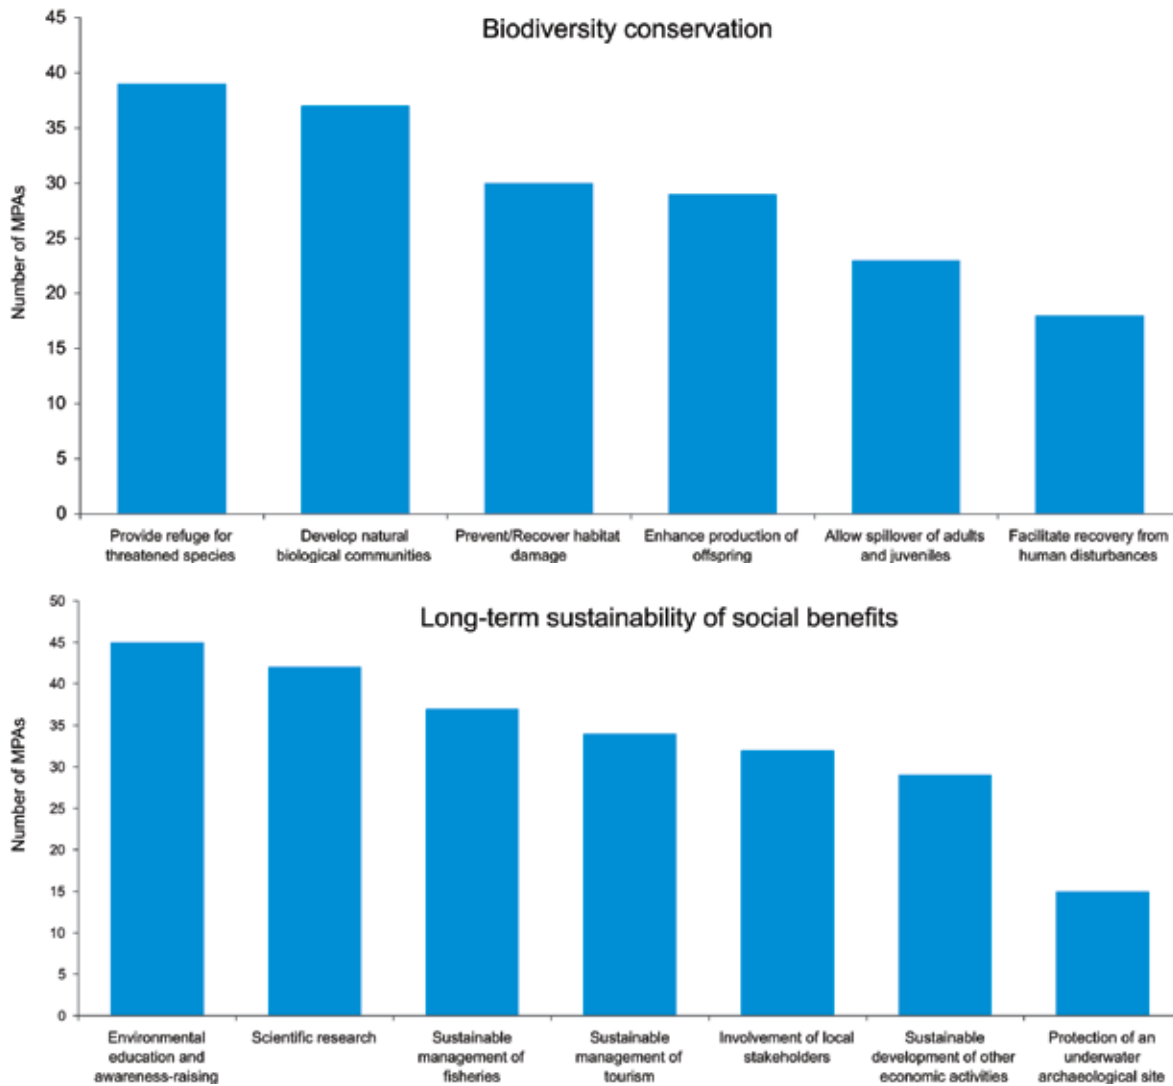 Biodiversity conservation
Number of MPAs
45
40
35
30
25
20
15
10
5
0
Provide refuge for
threatened species
Develop natural
biological communities
Prevent/Recover habitat
damage
Enhance production of
offspring
Allow spillover of adults
and juveniles
Facilitate recovery from
human disturbances
Long-term sustainability of social benefits
Number of MPAs
50
45
40
35
30
25
20
15
10
5
0
Environmental
education and
awareness-raising
Scientific research
Sustainable
management of
fisheries
Sustainable
management of
tourism
Involvement of local
stakeholders
Sustainable
development of other
economic activities
Protection of an
underwater
archaeological site